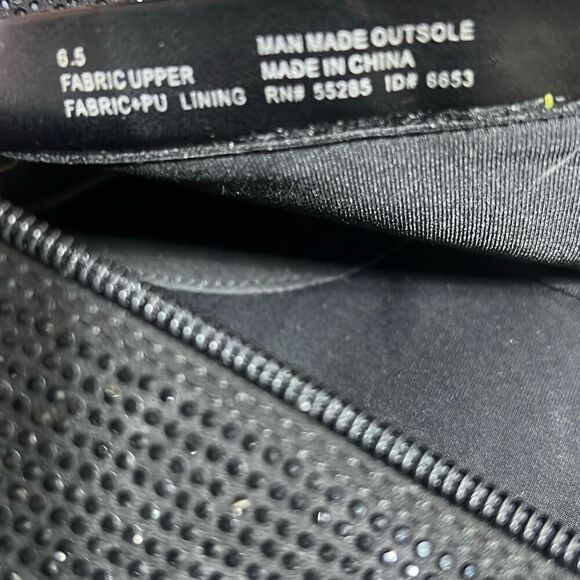 6.5
FABRIC UPPER
FABRIC+PU LINING
MAN MADE OUTSOLE
MADE IN CHINA
RN# 55285 ID# 6653